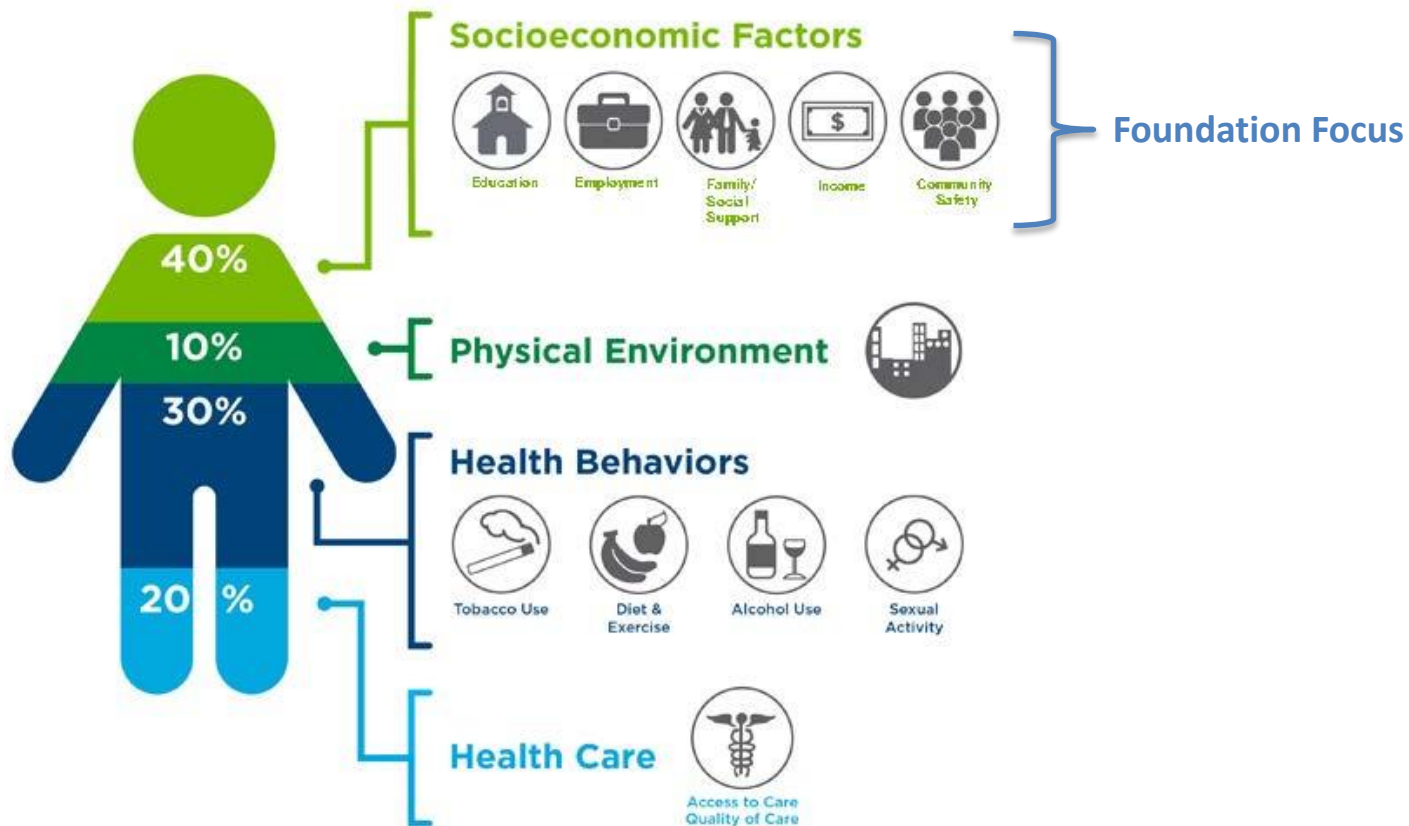 Socioeconomic Factors
$
Education
Employment
Family/
Social
Support
Income
Community
Safety
Foundation Focus
40%
10%
Physical Environment
30%
Health Behaviors
Tobacco Use
Diet &
Exercise
Alcohol Use
Sexual
Activity
20 %
Health Care
Access to Care
Quality of Care